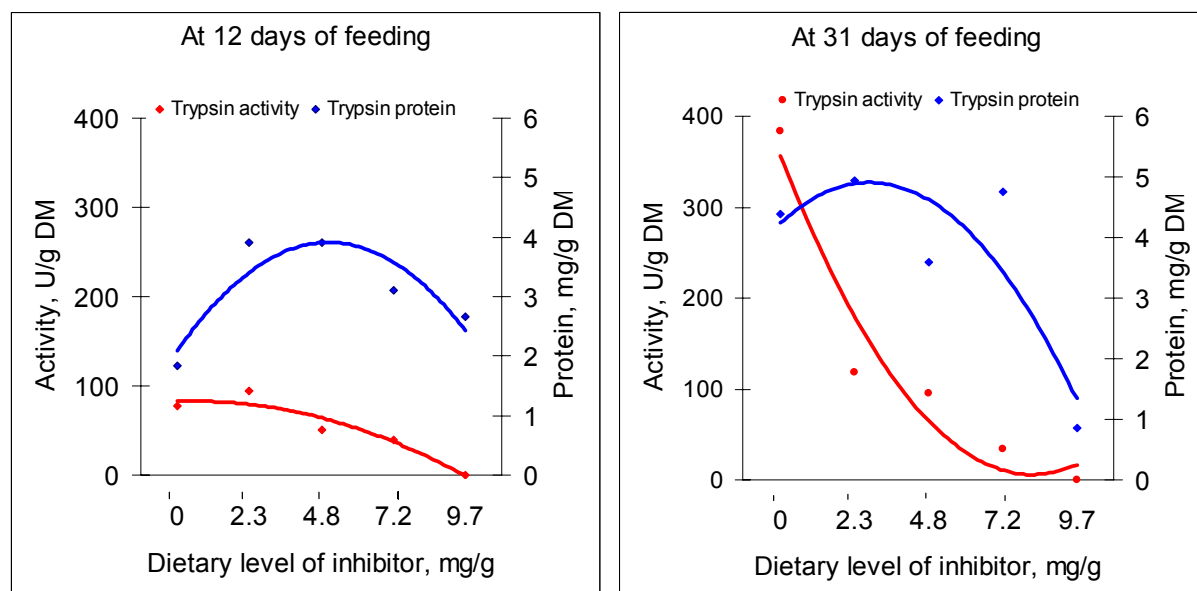 At 12 days of feeding
Trypsin activity Trypsin protein
400
300
200
100
0
Activity, U/g DM
6
5
4
3
2
1
0
Protein, mg/g DM
0 2.3 4.8 7.2 9.7
Dietary level of inhibitor, mg/g
At 31 days of feeding
Trypsin activity Trypsin protein
400
300
200
100
0
Activity, U/g DM
6
5
4
3
2
1
0
Protein, mg/g DM
0 2.3 4.8 7.2 9.7
Dietary level of inhibitor, mg/g